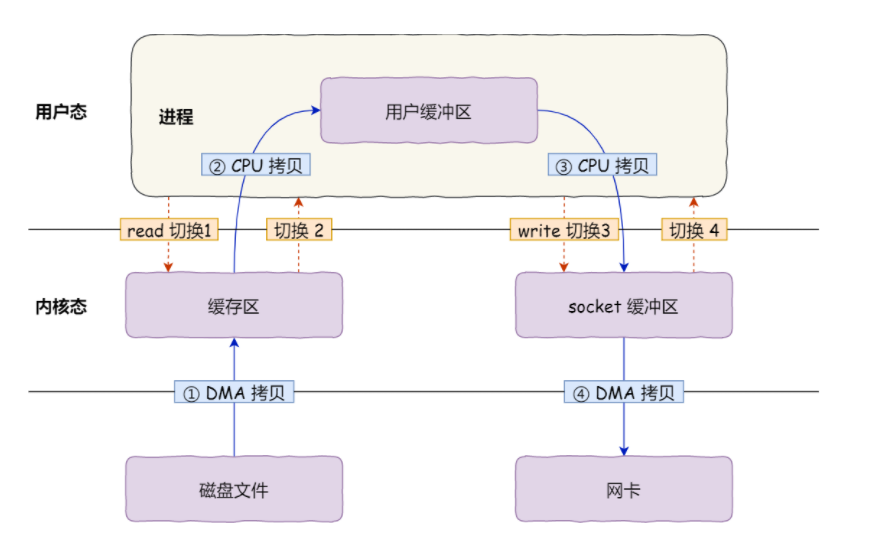 用户态
进程
用户缓冲区
② CPU 拷贝
③ CPU 拷贝
read 切换1
切换 2
write 切换3
切换 4
内核态
缓存区
socket 缓冲区
① DMA 拷贝
④ DMA 拷贝
磁盘文件
网卡